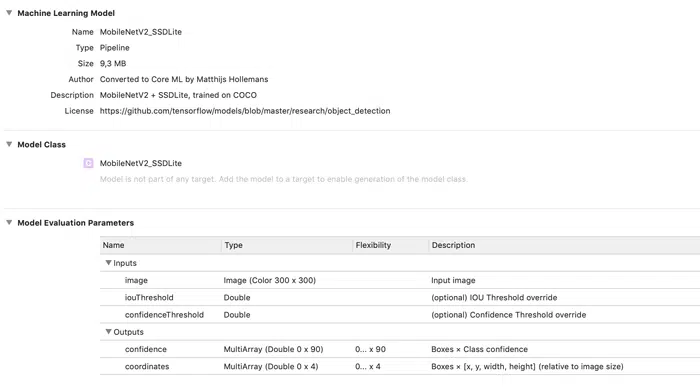 Machine Learning Model
Name MobileNetV2_SSDLite
Type Pipeline
Size 9,3 MB
Author Converted to Core ML by Matthijs Hollemans
Description MobileNetV2 + SSDLite, trained on COCO
License https://github.com/tensorflow/models/blob/master/research/object_detection
Model Class
C MobileNetV2_SSDLite
Model is not part of any target. Add the model to a target to enable generation of the model class.
Model Evaluation Parameters
Name Type Flexibility Description
Inputs
image Image (Color 300 x 300) Input image
iouThreshold Double (optional) IOU Threshold override
confidenceThreshold Double (optional) Confidence Threshold override
Outputs
confidence MultiArray (Double 0 x 90) 0... x 90 Boxes × Class confidence
coordinates MultiArray (Double 0 x 4) 0... x 4 Boxes × [x, y, width, height] (relative to image size)